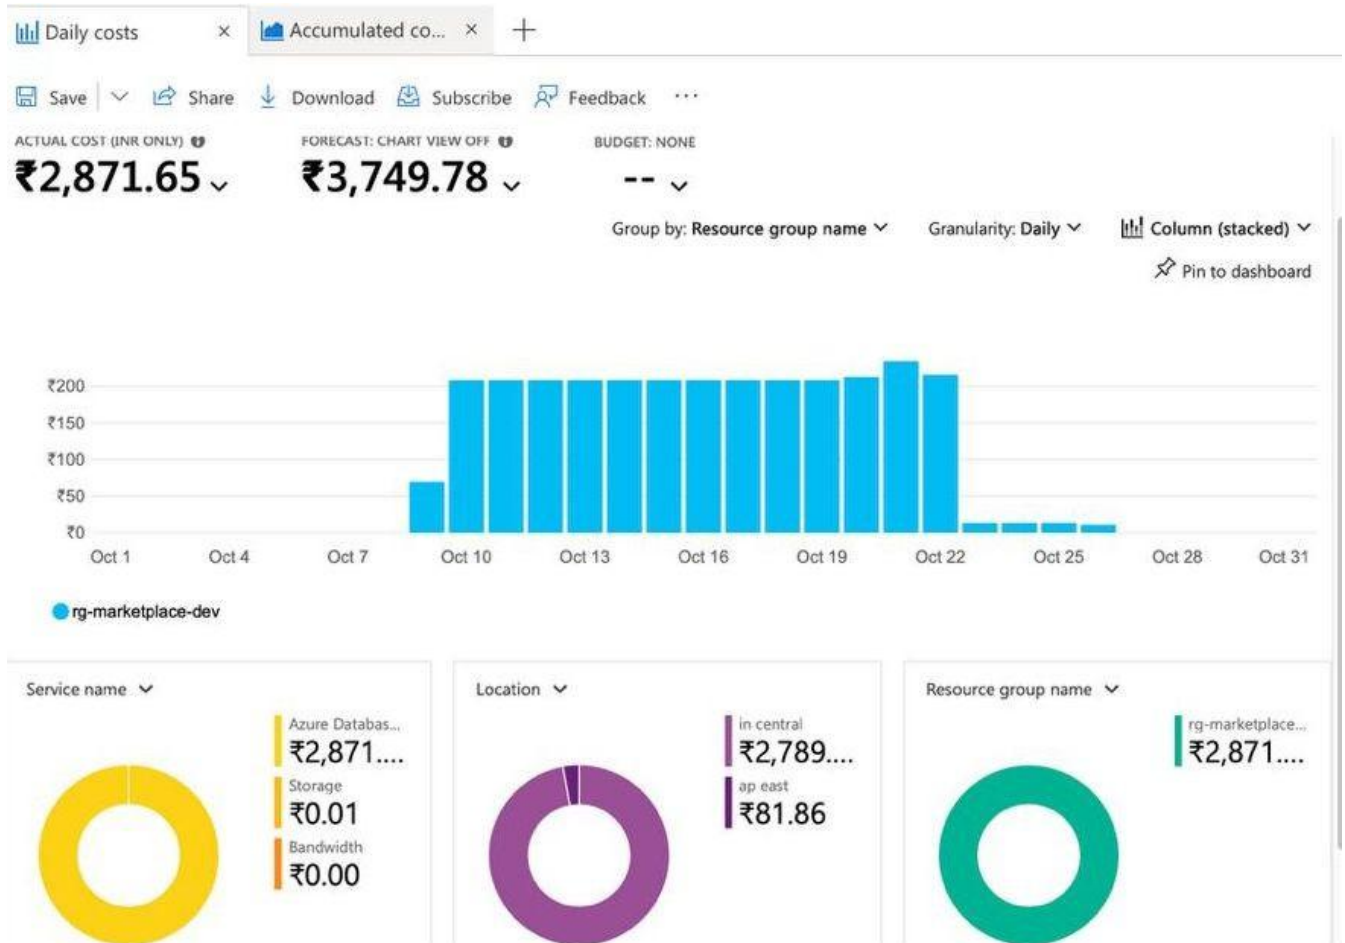 Daily costs × Accumulated co... × +
Save Share Download Subscribe Feedback ...
ACTUAL COST (INR ONLY) FORECAST: CHART VIEW OFF BUDGET: NONE
₹2,871.65 ₹3,749.78 --
Group by: Resource group name Granularity: Daily Column (stacked)
Pin to dashboard
₹200
₹150
₹100
₹50
₹0
Oct 1 Oct 4 Oct 7 Oct 10 Oct 13 Oct 16 Oct 19 Oct 22 Oct 25 Oct 28 Oct 31
rg-marketplace-dev
Service name
Azure Databas...
₹2,871....
Storage
₹0.01
Bandwidth
₹0.00
Location
in central
₹2,789....
ap east
₹81.86
Resource group name
rg-marketplace...
₹2,871....